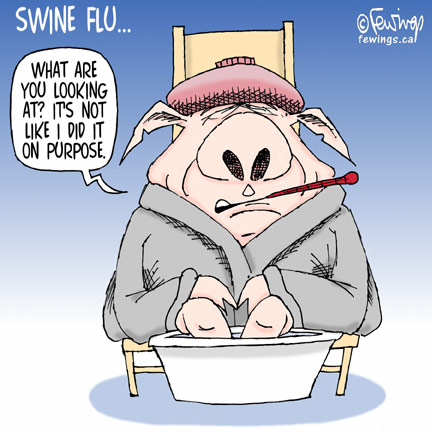 SWINE FLU...
©Fewings
fewings.ca
WHAT ARE
YOU LOOKING
AT? IT'S NOT
LIKE I DID IT
ON PURPOSE.